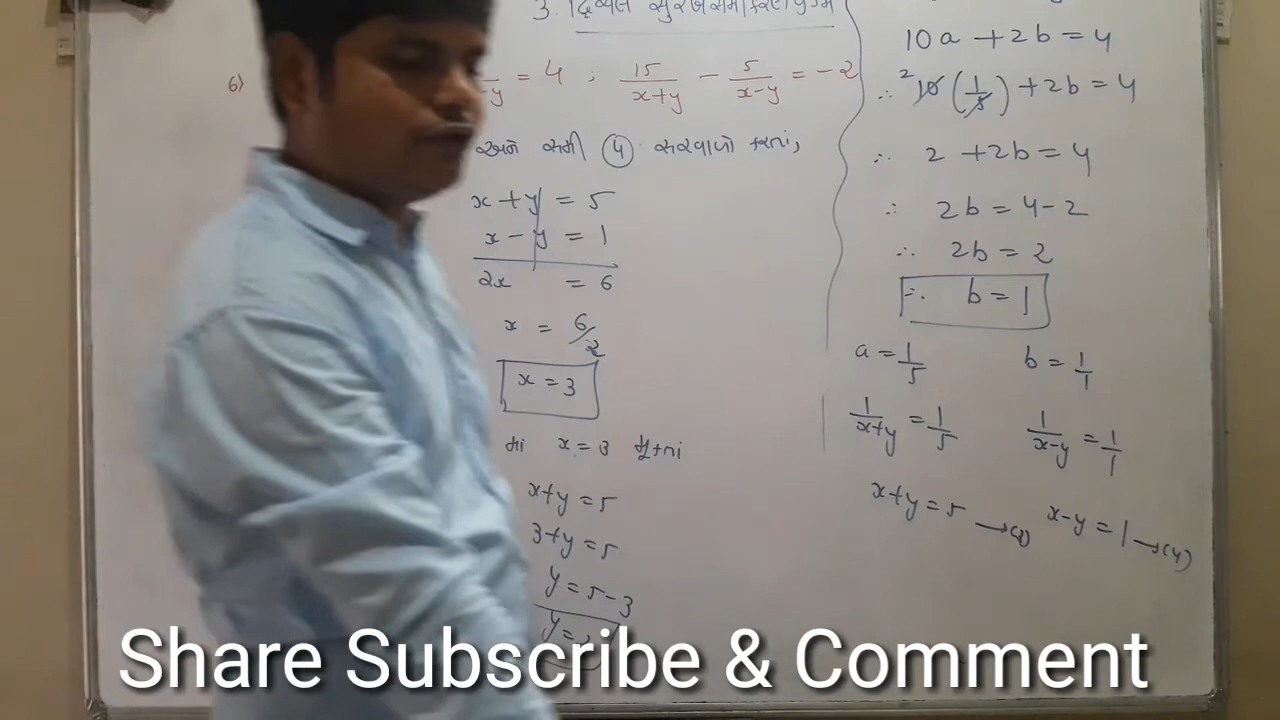 3. દ્વિચલ સુરેખ સમીકરણયુગ્મ
6) -y = 4 ; 15/x+y - 5/x-y = -2
અને સમી (4) સરવાળો કરતાં,
x + y = 5
x - y = 1
2x = 6
x = 6/2
x = 3
માં x = 3 મૂકતાં
x+y = 5
3+y = 5
y = 5-3
y =
10a + 2b = 4
∴ 10 (1/5) + 2b = 4
∴ 2 + 2b = 4
∴ 2b = 4-2
∴ 2b = 2
∴ b = 1
a = 1/5 b = 1/1
1/x+y = 1/5 1/x-y = 1/1
x+y = 5 x-y = 1 →(4)
Share Subscribe & Comment